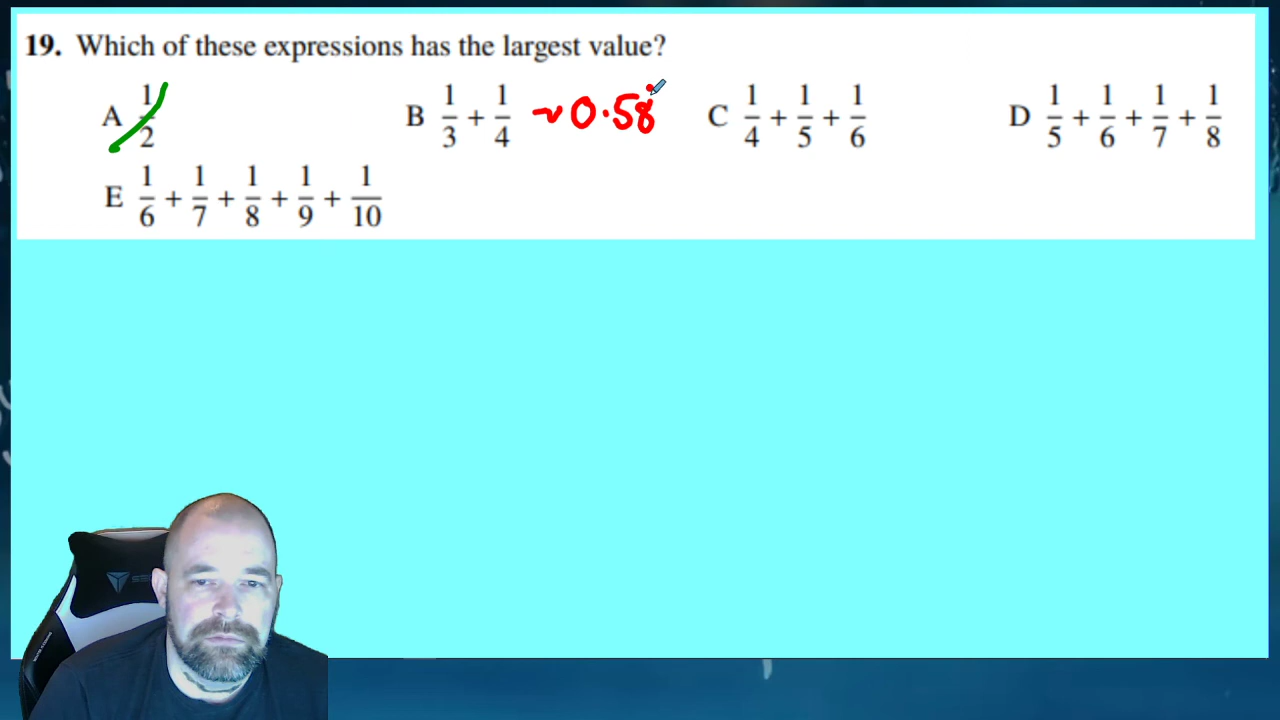 19. Which of these expressions has the largest value?
A 1/2 B 1/3 + 1/4 ~0.58 C 1/4 + 1/5 + 1/6 D 1/5 + 1/6 + 1/7 + 1/8
E 1/6 + 1/7 + 1/8 + 1/9 + 1/10